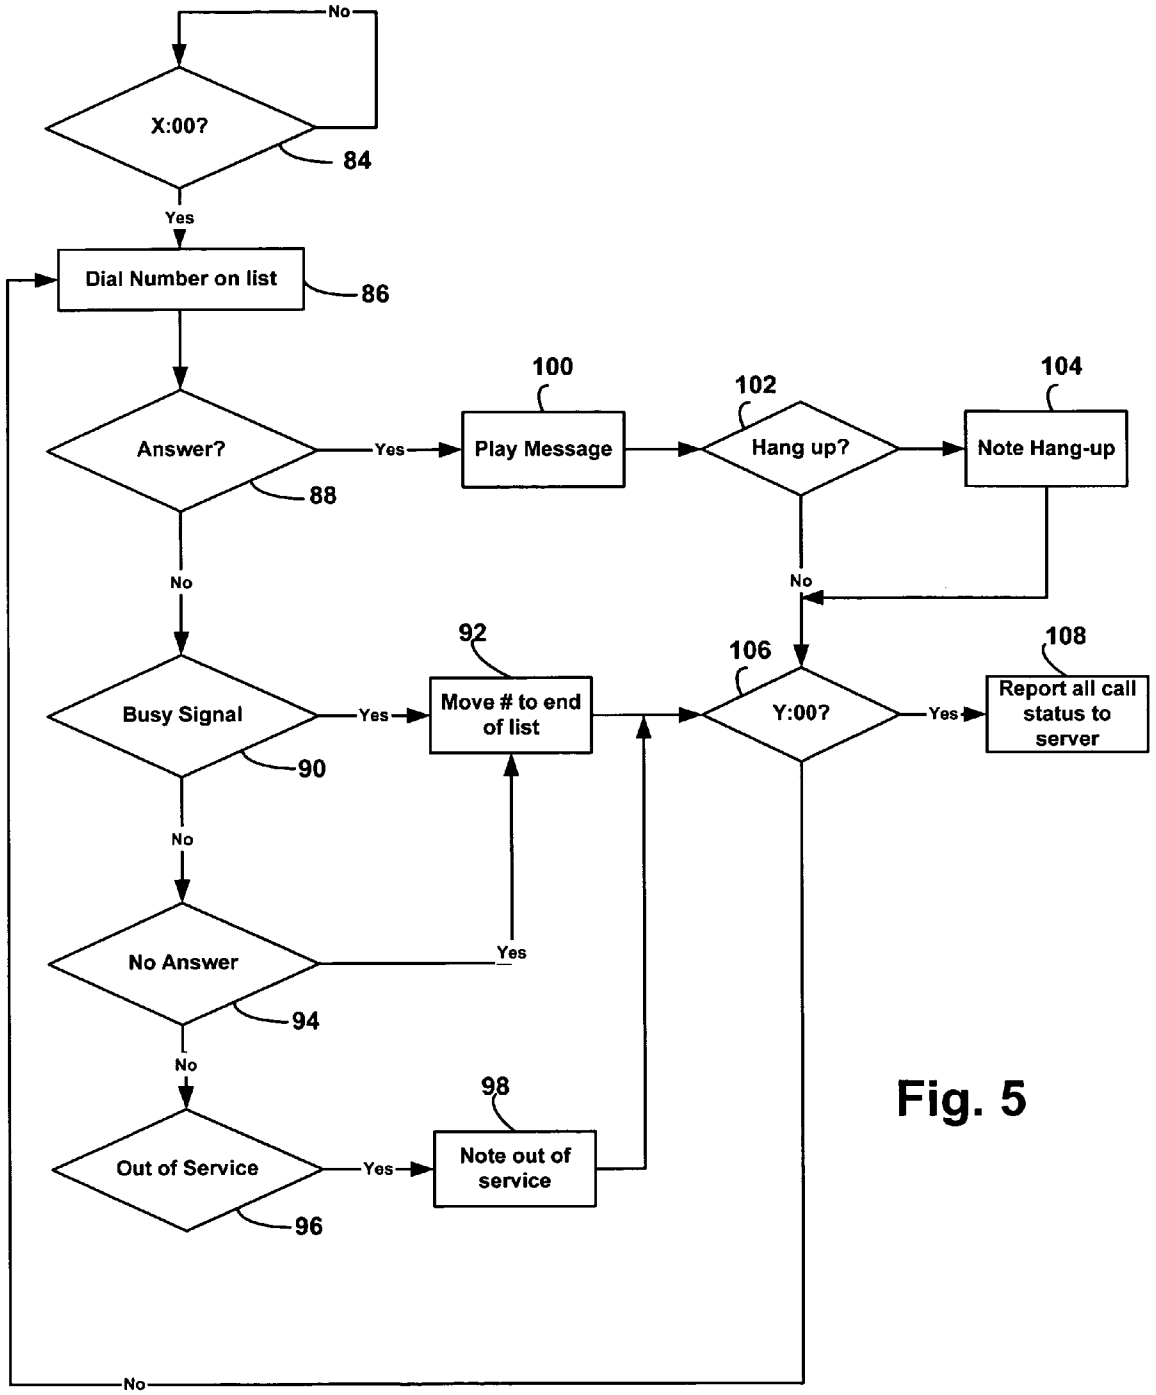 No
X:00?
84
Yes
Dial Number on list
86
100
102
104
Answer?
Yes
Play Message
Hang up?
Note Hang-up
88
No
No
92
106
108
Busy Signal
Yes
Move # to end
of list
Y:00?
Yes
Report all call
status to
server
90
No
No Answer
Yes
94
No
98
Fig. 5
Out of Service
Yes
Note out of
service
96
No